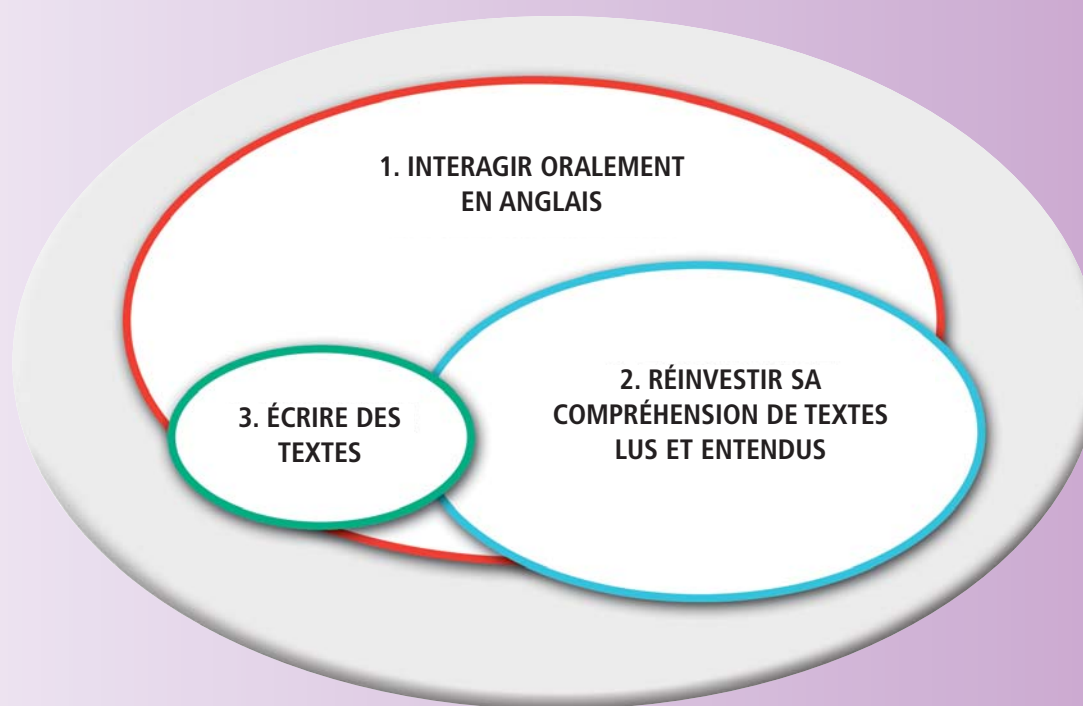 1. INTERAGIR ORALEMENT
EN ANGLAIS
2. RÉINVESTIR SA
COMPRÉHENSION DE TEXTES
LUS ET ENTENDUS
3. ÉCRIRE DES
TEXTES